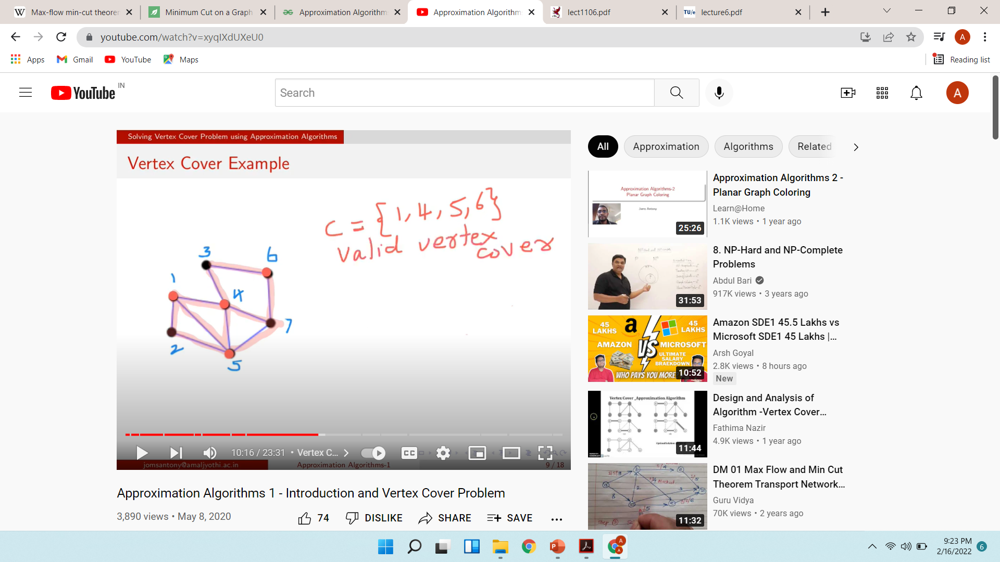 Max-flow min-cut theorer
Minimum Cut on a Graph
Approximation Algorithm
Approximation Algorithm
lect1106.pdf
TU/e lecture6.pdf
youtube.com/watch?v=xyqIXdUXeU0
A
Apps Gmail YouTube Maps Reading list
YouTube IN
Search
A
Solving Vertex Cover Problem using Approximation Algorithms
Vertex Cover Example
C = {1, 4, 5, 6}
valid vertex cover
3
6
1
4
7
2
5
10:16 / 23:31 • Vertex C...
CC
jomsantony@amaljyothi.ac.in Approximation Algorithms-1 9 / 18
Approximation Algorithms 1 - Introduction and Vertex Cover Problem
3,890 views • May 8, 2020
74 DISLIKE SHARE SAVE
All Approximation Algorithms Related
Approximation Algorithms-2
Planar Graph Coloring
Joms Antony
25:26
Approximation Algorithms 2 -
Planar Graph Coloring
Learn@Home
1.1K views • 1 year ago
31:53
8. NP-Hard and NP-Complete
Problems
Abdul Bari
917K views • 3 years ago
45 LAKHS
a
45 LAKHS
AMAZON VS MICROSOFT
ULTIMATE
SALARY
BRAEKDOWN
WHO PAYS YOU MORE
10:52
Amazon SDE1 45.5 Lakhs vs
Microsoft SDE1 45 Lakhs |...
Arsh Goyal
2.8K views • 8 hours ago
New
Vertex Cover _Approximation Algorithm
11:44
Design and Analysis of
Algorithm -Vertex Cover...
Fathima Nazir
4.9K views • 1 year ago
11:32
DM 01 Max Flow and Min Cut
Theorem Transport Network...
Guru Vidya
70K views • 2 years ago
9:23 PM
2/16/2022
6